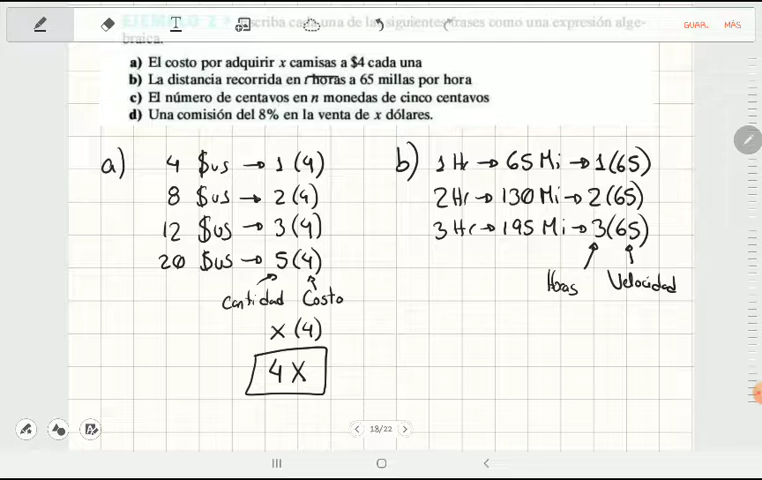 T GUAR. MÁS
EJEMPLO 2 Escriba cada una de las siguientes frases como una expresión alge-
braica.
a) El costo por adquirir x camisas a $4 cada una
b) La distancia recorrida en t horas a 65 millas por hora
c) El número de centavos en n monedas de cinco centavos
d) Una comisión del 8% en la venta de x dólares.
a) 4 $us → 1 (4)
8 $us → 2 (4)
12 $us → 3 (4)
20 $us → 5 (4)
Cantidad Costo
x (4)
4x
b) 1 Hr → 65 Mi → 1(65)
2 Hr → 130 Mi → 2(65)
3 Hr → 195 Mi → 3(65)
Horas Velocidad
18/22